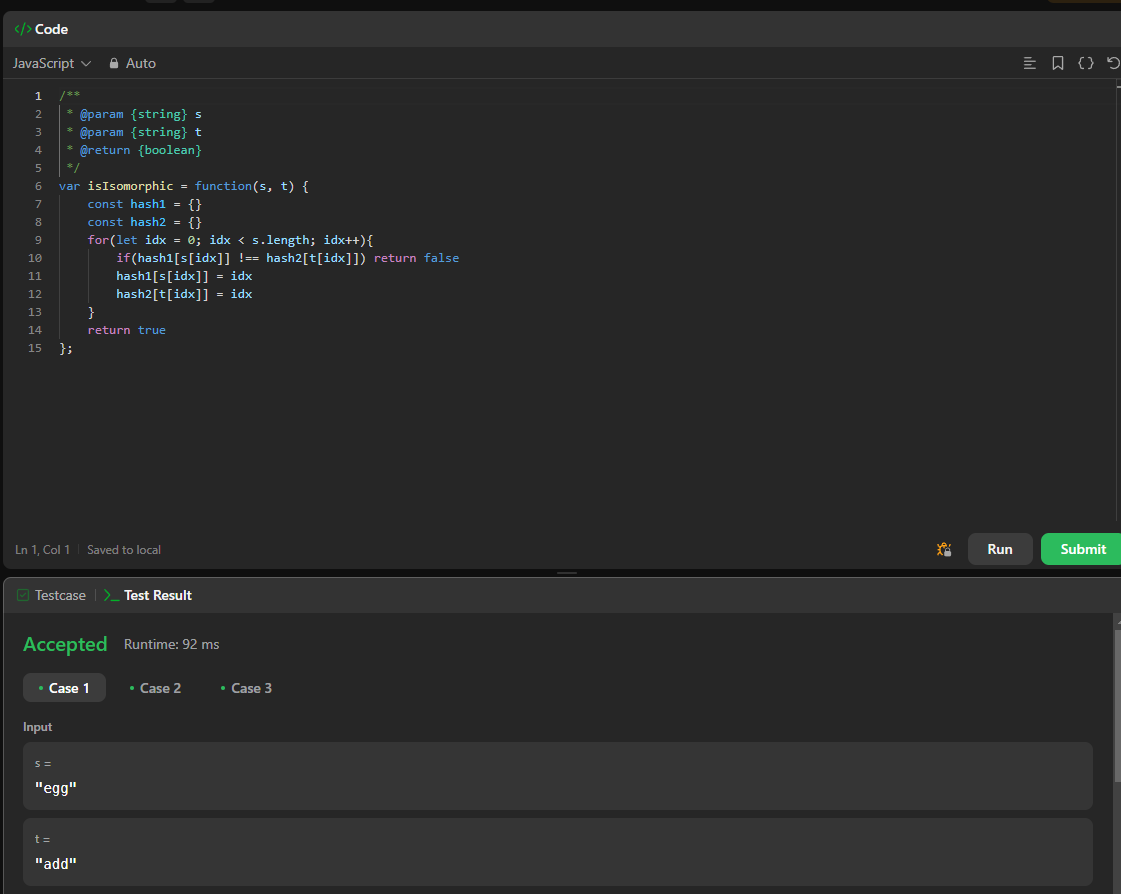 </> Code
JavaScript Auto
1 /**
2  * @param {string} s
3  * @param {string} t
4  * @return {boolean}
5  */
6 var isIsomorphic = function(s, t) {
7     const hash1 = {}
8     const hash2 = {}
9     for(let idx = 0; idx < s.length; idx++){
10         if(hash1[s[idx]] !== hash2[t[idx]]) return false
11         hash1[s[idx]] = idx
12         hash2[t[idx]] = idx
13     }
14     return true
15 };
Ln 1, Col 1 | Saved to local Run Submit
Testcase | >_ Test Result
Accepted Runtime: 92 ms
• Case 1 • Case 2 • Case 3
Input
s =
"egg"
t =
"add"